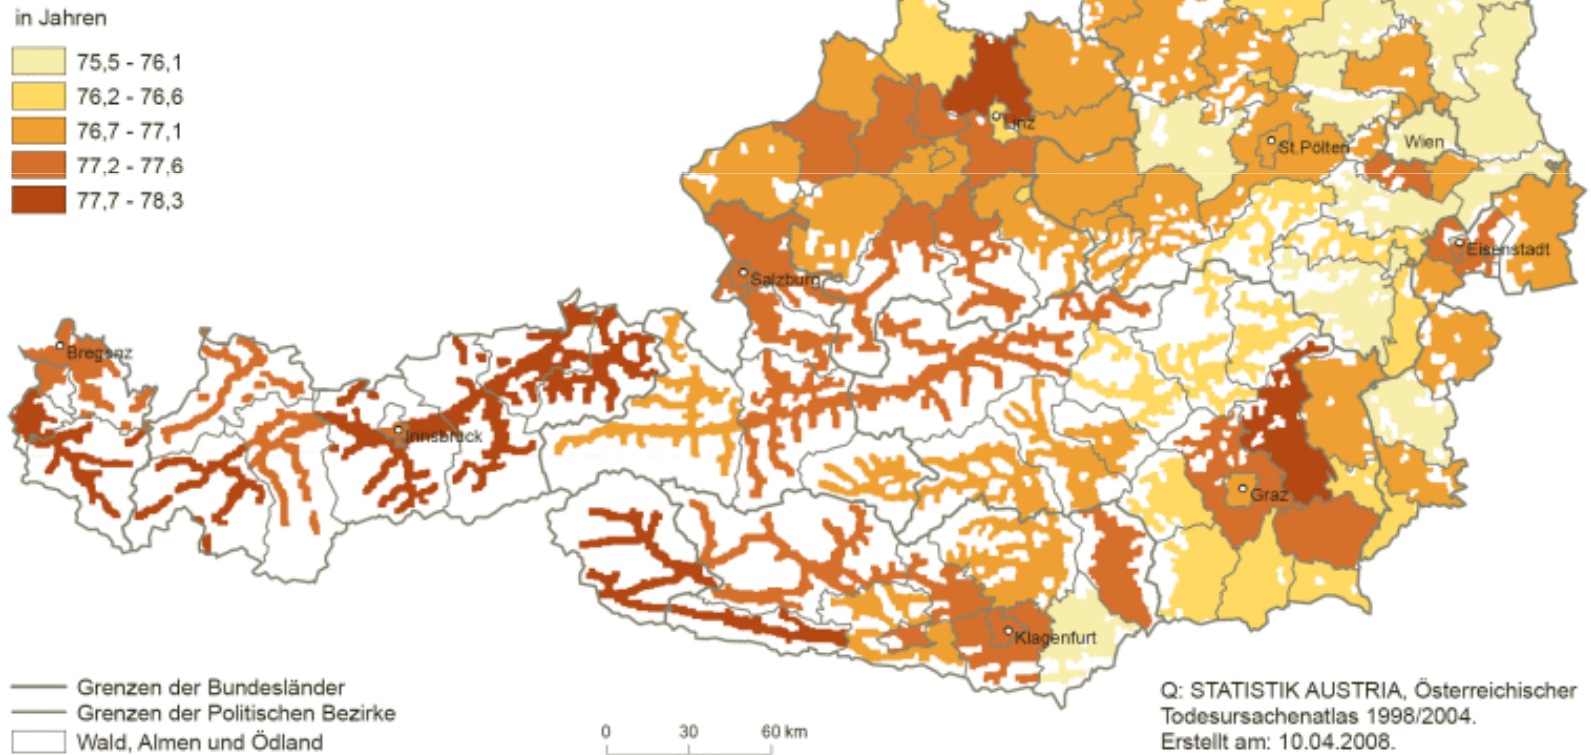 in Jahren
75,5 - 76,1
76,2 - 76,6
76,7 - 77,1
77,2 - 77,6
77,7 - 78,3
Linz
St.Pölten
Wien
Eisenstadt
Salzburg
Bregenz
Innsbruck
Graz
Klagenfurt
Grenzen der Bundesländer
Grenzen der Politischen Bezirke
Wald, Almen und Ödland
0 30 60 km
Q: STATISTIK AUSTRIA, Österreichischer
Todesursachenatlas 1998/2004.
Erstellt am: 10.04.2008.